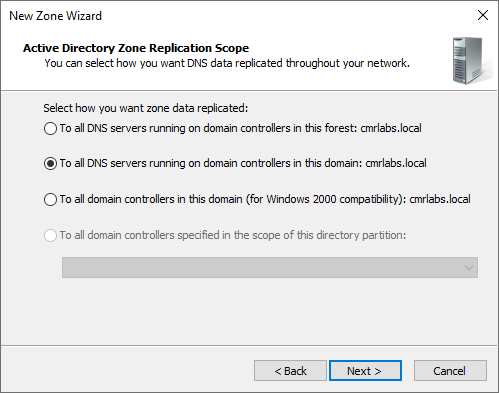 New Zone Wizard
Active Directory Zone Replication Scope
You can select how you want DNS data replicated throughout your network.
Select how you want zone data replicated:
To all DNS servers running on domain controllers in this forest: cmrlabs.local
To all DNS servers running on domain controllers in this domain: cmrlabs.local
To all domain controllers in this domain (for Windows 2000 compatibility): cmrlabs.local
To all domain controllers specified in the scope of this directory partition:
< Back Next > Cancel